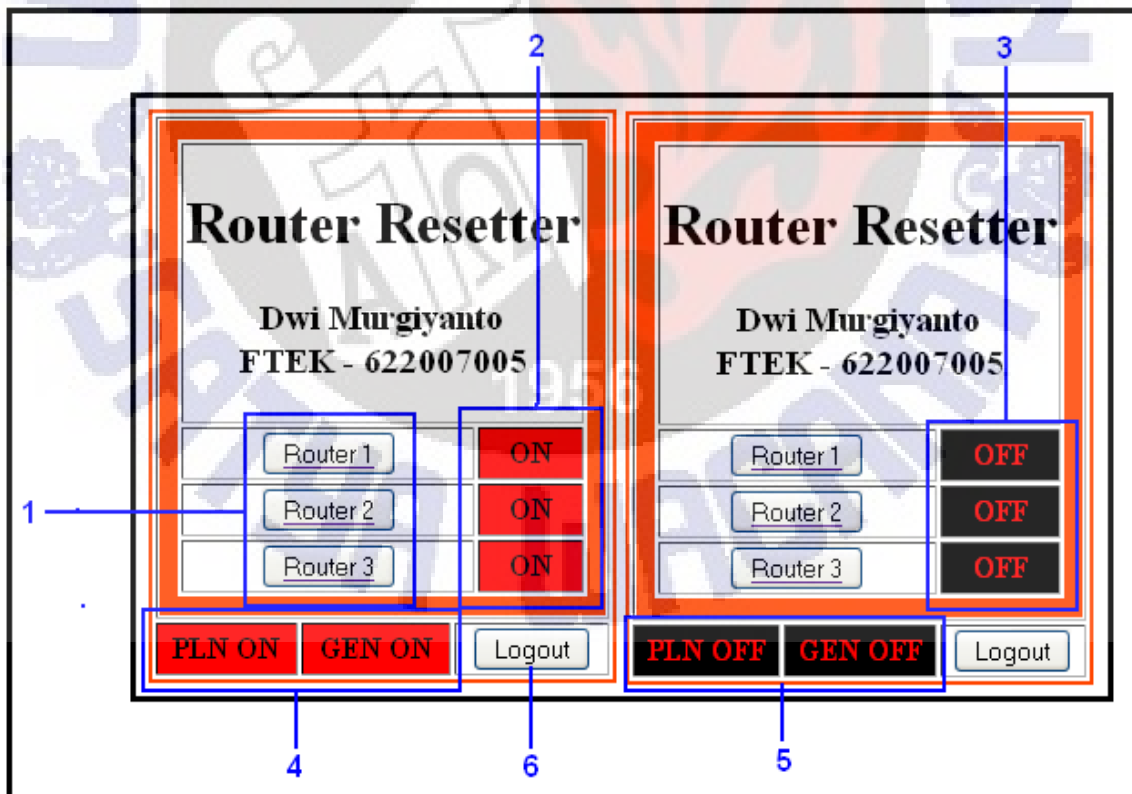 2
3
Router Resetter
Dwi Murgiyanto
FTEK - 622007005
Router 1 ON
Router 2 ON
Router 3 ON
PLN ON GEN ON Logout
Router Resetter
Dwi Murgiyanto
FTEK - 622007005
Router 1 OFF
Router 2 OFF
Router 3 OFF
PLN OFF GEN OFF Logout
1956
1
4
6
5